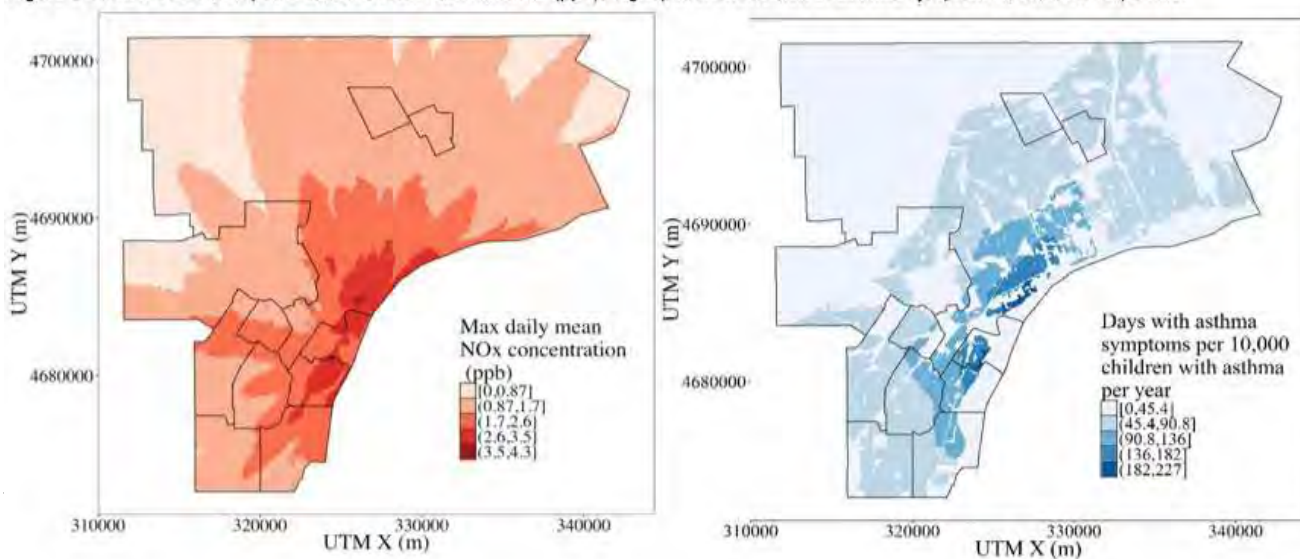 4700000
4690000
4680000
UTM Y (m)
310000
320000
330000
340000
UTM X (m)
Max daily mean
NOx concentration
(ppb)
[0,0.87]
(0.87,1.7]
(1.7,2.6]
(2.6,3.5]
(3.5,4.3]
4700000
4690000
4680000
UTM Y (m)
310000
320000
330000
340000
UTM X (m)
Days with asthma
symptoms per 10,000
children with asthma
per year
[0,45.4]
(45.4,90.8]
(90.8,136]
(136,182]
(182,227]